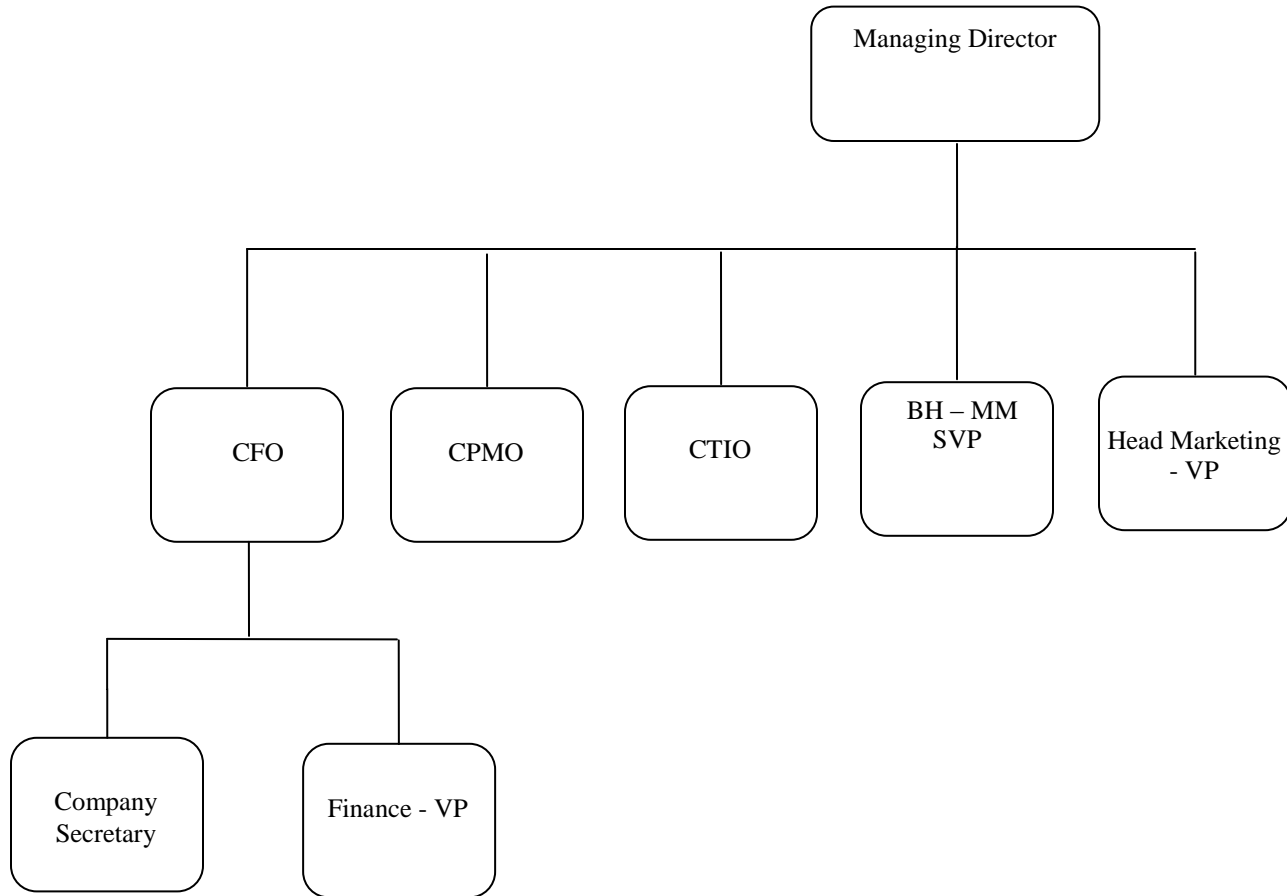 Managing Director
CFO
CPMO
CTIO
BH – MM
SVP
Head Marketing
- VP
Company
Secretary
Finance - VP